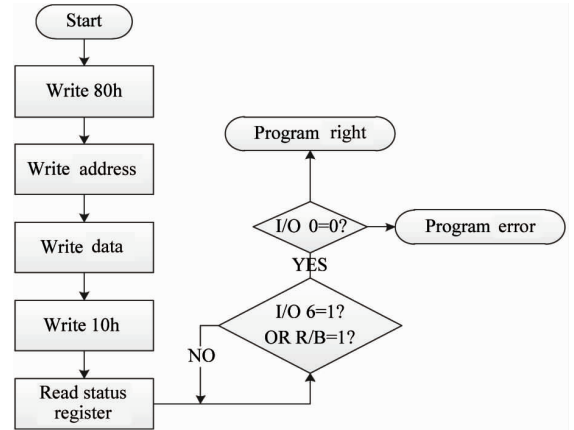 Start
Write 80h
Write address
Write data
Write 10h
Read status
register
Program right
I/O 0=0?
Program error
YES
I/O 6=1?
OR R/B=1?
NO